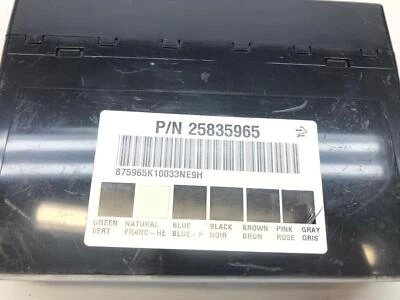 P/N 25835965
875965K10033NE9H
GREEN NATURAL BLUE BLACK BROWN PINK GRAY
VERT FRANC-HE BLUE-P NOIR BRUN ROSE GRIS